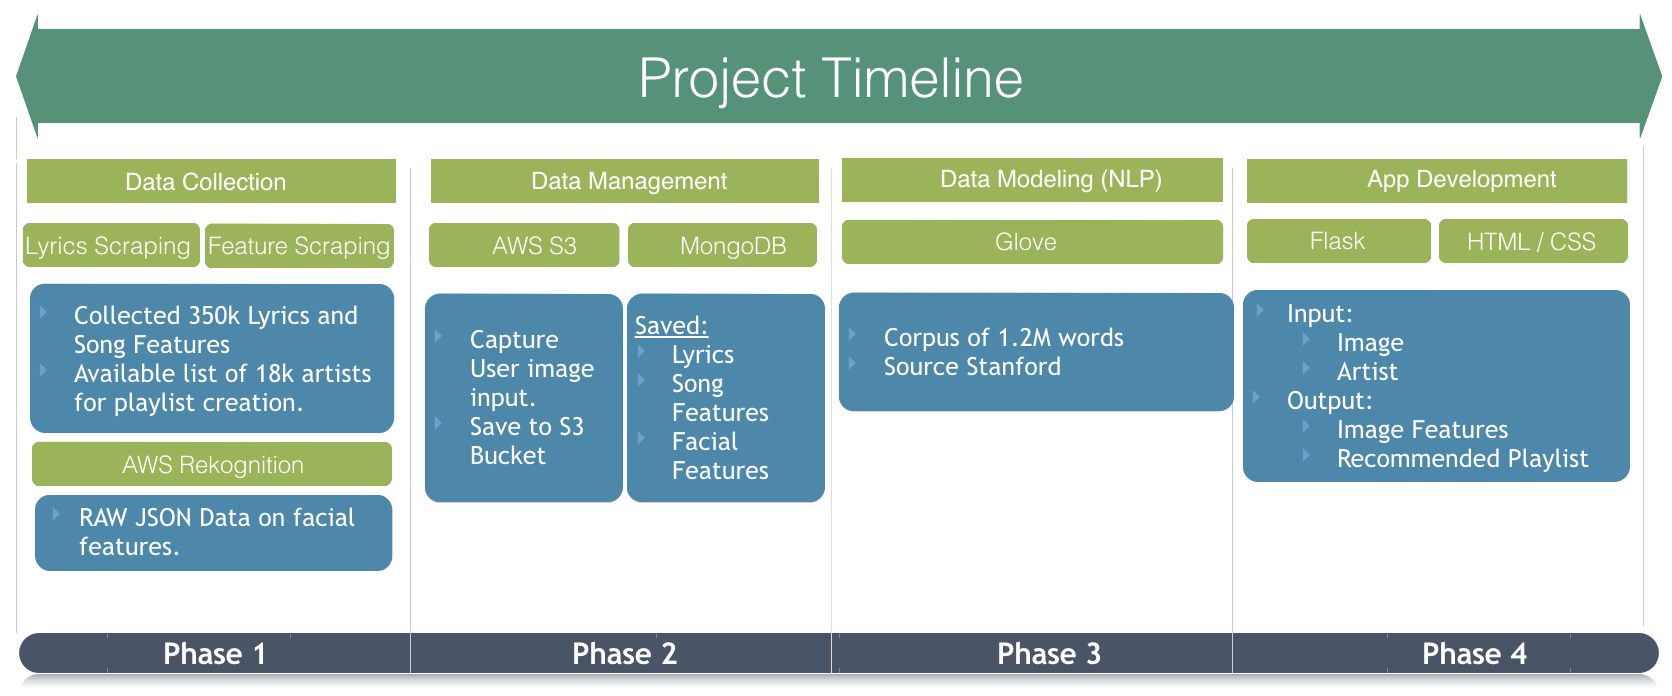 Project Timeline
Data Collection
Lyrics Scraping
Feature Scraping
Collected 350k Lyrics and
Song Features
Available list of 18k artists
for playlist creation.
AWS Rekognition
RAW JSON Data on facial
features.
Phase 1
Data Management
AWS S3
MongoDB
Capture
User image
input.
Save to S3
Bucket
Saved:
Lyrics
Song
Features
Facial
Features
Phase 2
Data Modeling (NLP)
Glove
Corpus of 1.2M words
Source Stanford
Phase 3
App Development
Flask
HTML / CSS
Input:
Image
Artist
Output:
Image Features
Recommended Playlist
Phase 4